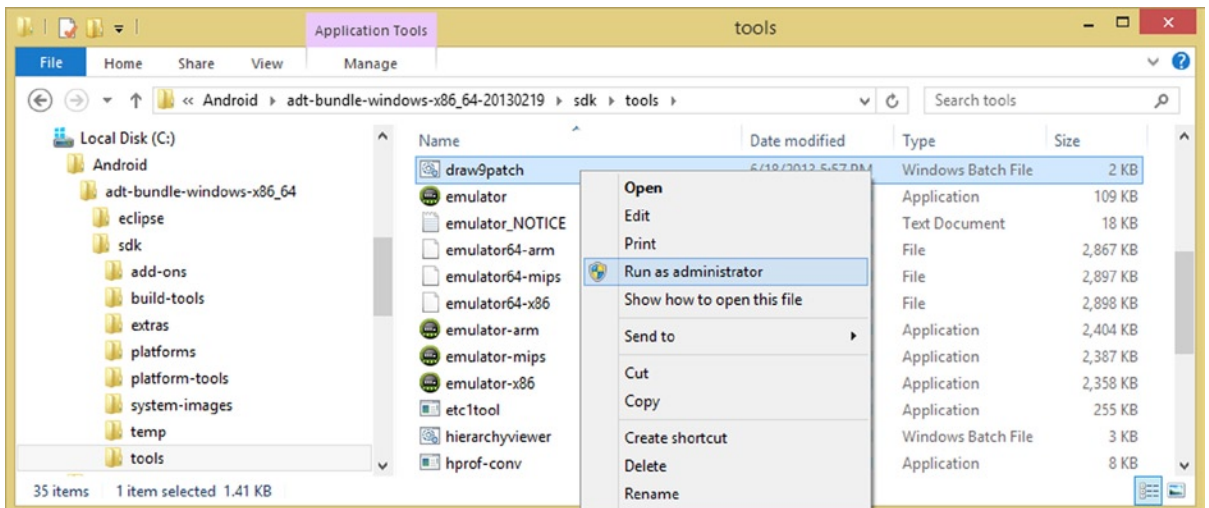 Application Tools tools
File Home Share View Manage
« Android ▸ adt-bundle-windows-x86_64-20130219 ▸ sdk ▸ tools ▸ Search tools
Local Disk (C:)
Android
adt-bundle-windows-x86_64
eclipse
sdk
add-ons
build-tools
extras
platforms
platform-tools
system-images
temp
tools
Name Date modified Type Size
draw9patch 6/18/2013 5:57 PM Windows Batch File 2 KB
emulator Application 109 KB
emulator_NOTICE Text Document 18 KB
emulator64-arm File 2,867 KB
emulator64-mips File 2,897 KB
emulator64-x86 File 2,898 KB
emulator-arm Application 2,404 KB
emulator-mips Application 2,387 KB
emulator-x86 Application 2,358 KB
etc1tool Application 255 KB
hierarchyviewer Windows Batch File 3 KB
hprof-conv Application 8 KB
Open
Edit
Print
Run as administrator
Show how to open this file
Send to
Cut
Copy
Create shortcut
Delete
Rename
35 items 1 item selected 1.41 KB